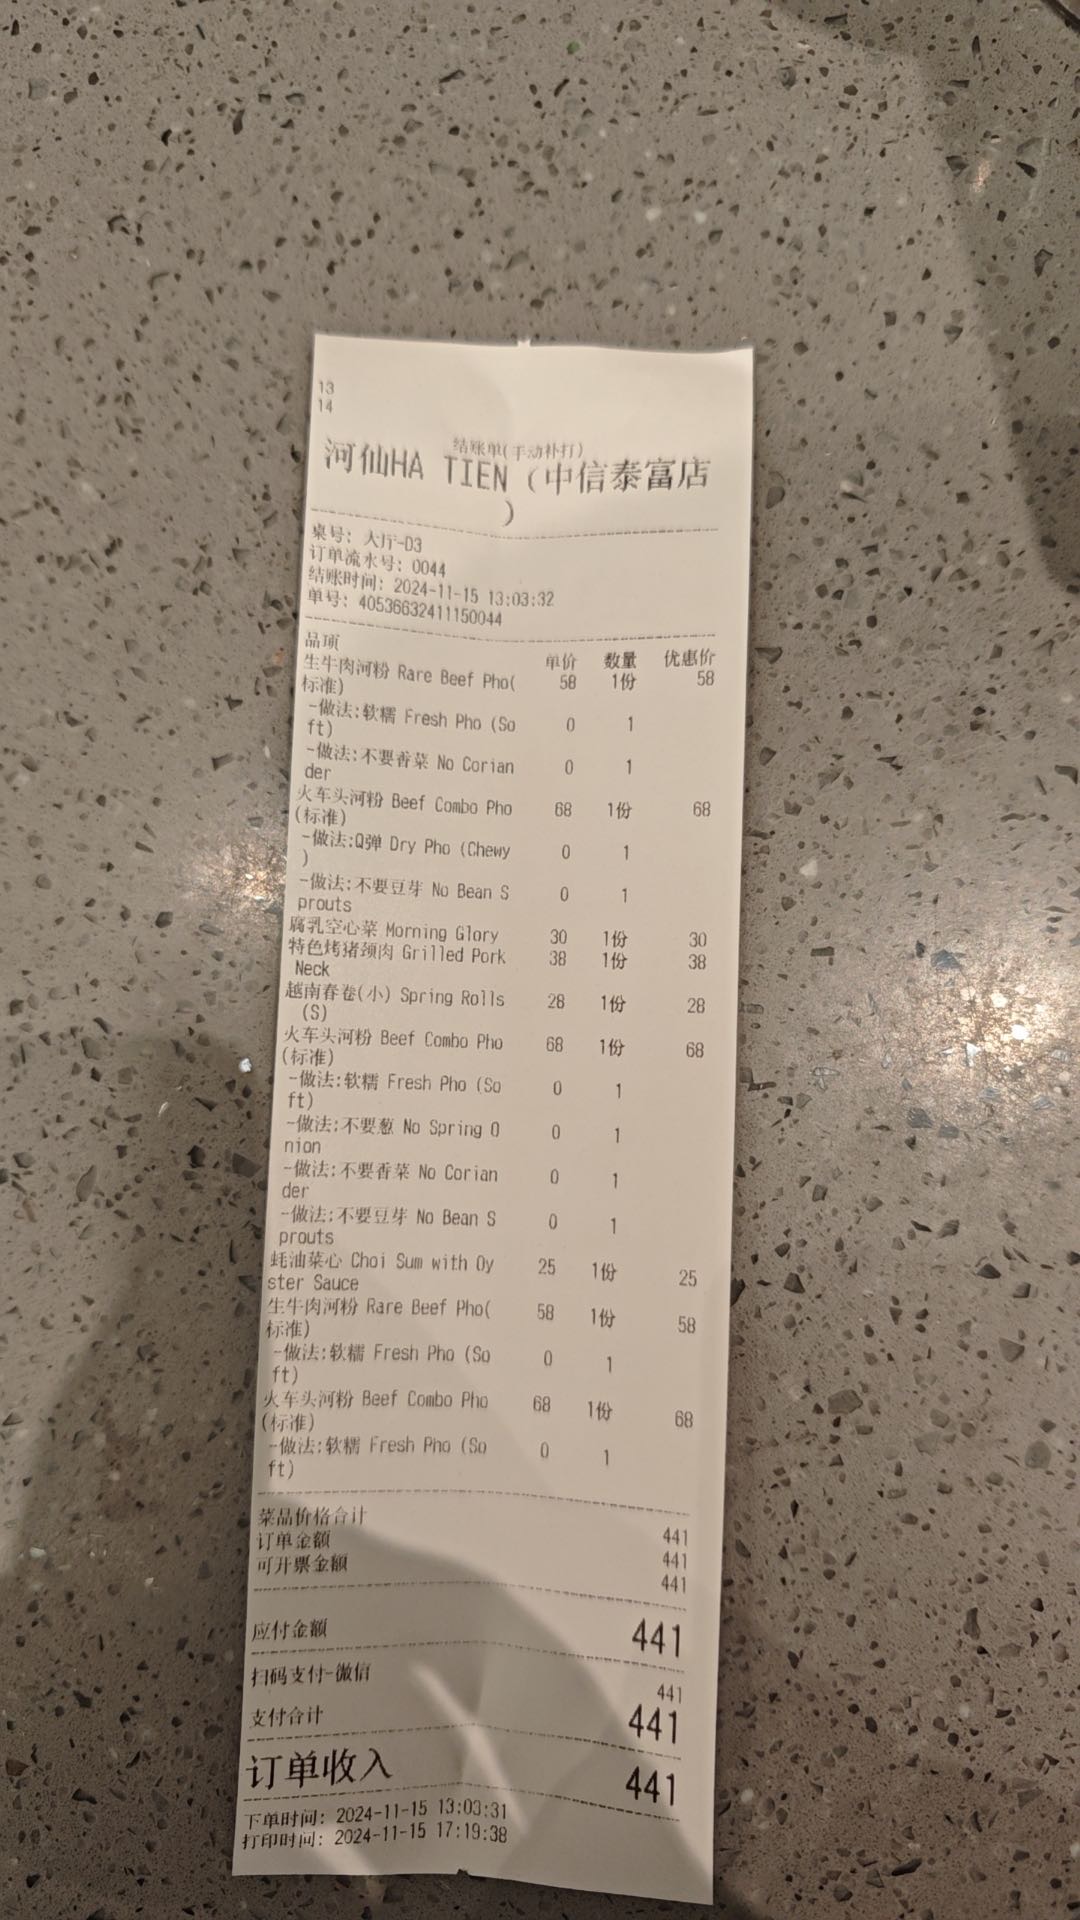 13
14
结账单(手动补打)
河仙HA TIEN (中信泰富店
)
桌号: 大厅-D3
订单流水号: 0044
结账时间: 2024-11-15 13:03:32
单号: 40536632411150044
品项 单价 数量 优惠价
生牛肉河粉 Rare Beef Pho( 58 1份 58
标准)
-做法:软糯 Fresh Pho (So 0 1
ft)
-做法:不要香菜 No Corian 0 1
der
火车头河粉 Beef Combo Pho 68 1份 68
(标准)
-做法:Q弹 Dry Pho (Chewy 0 1
)
-做法:不要豆芽 No Bean S 0 1
prouts
腐乳空心菜 Morning Glory 30 1份 30
特色烤猪颈肉 Grilled Pork 38 1份 38
Neck
越南春卷(小) Spring Rolls 28 1份 28
(S)
火车头河粉 Beef Combo Pho 68 1份 68
(标准)
-做法:软糯 Fresh Pho (So 0 1
ft)
-做法:不要葱 No Spring O 0 1
nion
-做法:不要香菜 No Corian 0 1
der
-做法:不要豆芽 No Bean S 0 1
prouts
蚝油菜心 Choi Sum with Oy 25 1份 25
ster Sauce
生牛肉河粉 Rare Beef Pho( 58 1份 58
标准)
-做法:软糯 Fresh Pho (So 0 1
ft)
火车头河粉 Beef Combo Pho 68 1份 68
(标准)
-做法:软糯 Fresh Pho (So 0 1
ft)
菜品价格合计 441
订单金额 441
可开票金额 441
应付金额 441
扫码支付-微信 441
支付合计 441
订单收入 441
下单时间: 2024-11-15 13:03:31
打印时间: 2024-11-15 17:19:38